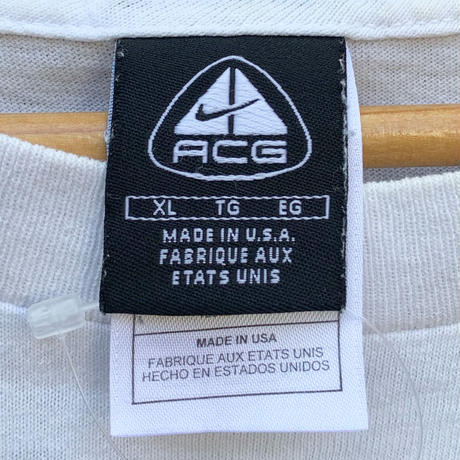 ACG
XL TG EG
MADE IN U.S.A.
FABRIQUE AUX
ETATS UNIS
MADE IN USA
FABRIQUE AUX ETATS UNIS
HECHO EN ESTADOS UNIDOS